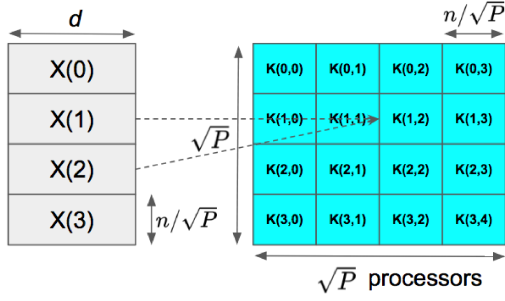 d
n/√P
X(0)
X(1)
X(2)
X(3)
√P
n/√P
K(0,0) K(0,1) K(0,2) K(0,3)
K(1,0) K(1,1) K(1,2) K(1,3)
K(2,0) K(2,1) K(2,2) K(2,3)
K(3,0) K(3,1) K(3,2) K(3,4)
√P processors